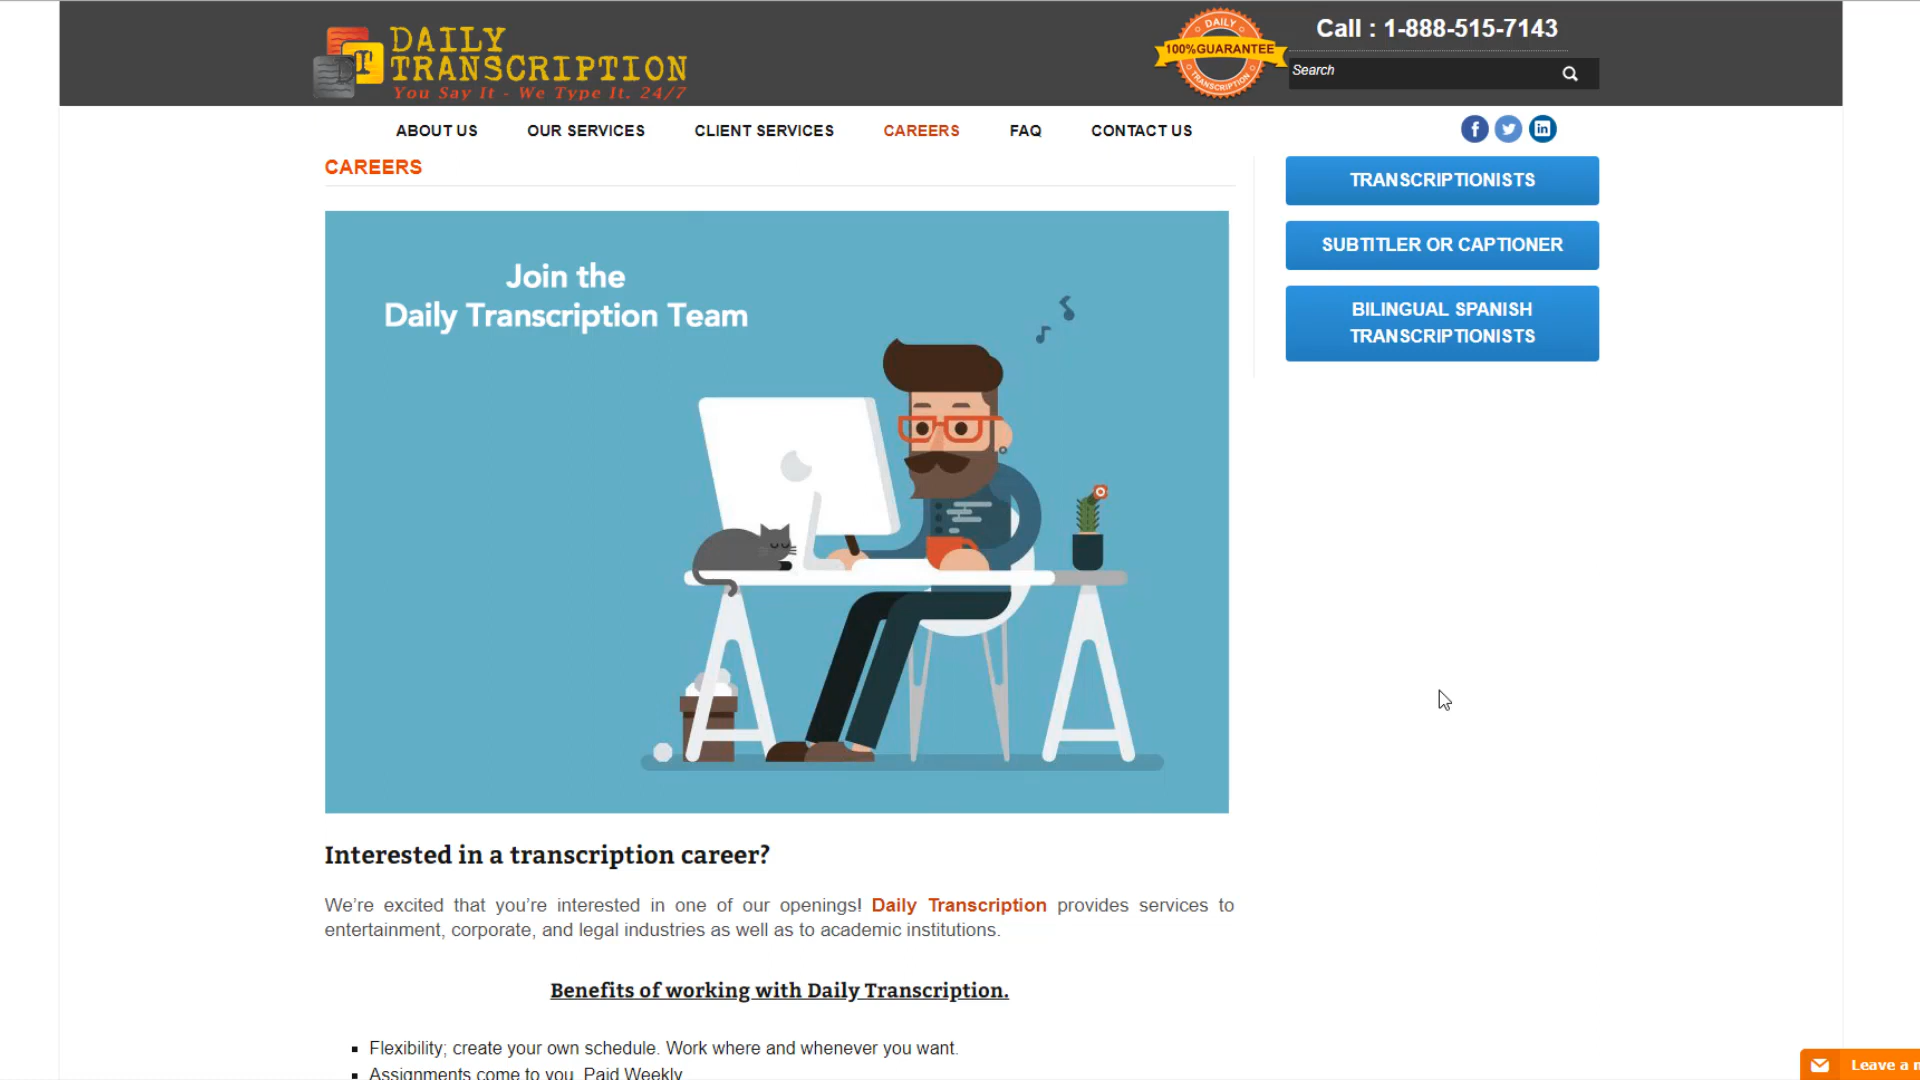 DAILY
TRANSCRIPTION
You Say It - We Type It. 24/7
DAILY
100%GUARANTEE
TRANSCRIPTION
Call : 1-888-515-7143
Search
ABOUT US
OUR SERVICES
CLIENT SERVICES
CAREERS
FAQ
CONTACT US
CAREERS
Join the
Daily Transcription Team
TRANSCRIPTIONISTS
SUBTITLER OR CAPTIONER
BILINGUAL SPANISH
TRANSCRIPTIONISTS
Interested in a transcription career?
We're excited that you're interested in one of our openings! Daily Transcription provides services to
entertainment, corporate, and legal industries as well as to academic institutions.
Benefits of working with Daily Transcription.
Flexibility; create your own schedule. Work where and whenever you want.
Assignments come to you. Paid Weekly
Leave a